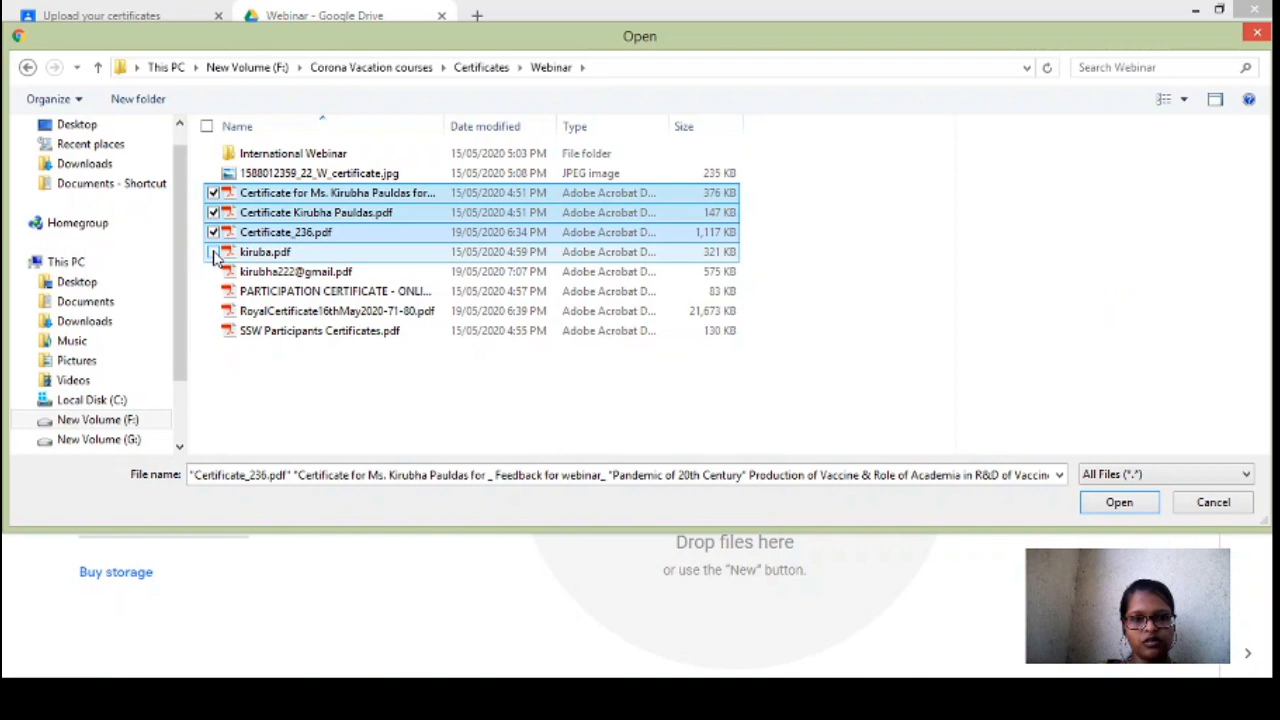 Upload your certificates
Webinar - Google Drive
Open
This PC New Volume (F:) Corona Vacation courses Certificates Webinar
Search Webinar
Organize New folder
Name Date modified Type Size
International Webinar 15/05/2020 5:03 PM File folder
1588012359_22_W_certificate.jpg 15/05/2020 5:08 PM JPEG image 235 KB
Certificate for Ms. Kirubha Pauldas for... 15/05/2020 4:51 PM Adobe Acrobat D... 376 KB
Certificate Kirubha Pauldas.pdf 15/05/2020 4:51 PM Adobe Acrobat D... 147 KB
Certificate_236.pdf 19/05/2020 6:34 PM Adobe Acrobat D... 1,117 KB
kiruba.pdf 15/05/2020 4:59 PM Adobe Acrobat D... 321 KB
kirubha222@gmail.pdf 19/05/2020 7:07 PM Adobe Acrobat D... 575 KB
PARTICIPATION CERTIFICATE - ONLI... 15/05/2020 4:57 PM Adobe Acrobat D... 83 KB
RoyalCertificate16thMay2020-71-80.pdf 19/05/2020 6:39 PM Adobe Acrobat D... 21,673 KB
SSW Participants Certificates.pdf 15/05/2020 4:55 PM Adobe Acrobat D... 130 KB
Desktop
Recent places
Downloads
Documents - Shortcut
Homegroup
This PC
Desktop
Documents
Downloads
Music
Pictures
Videos
Local Disk (C:)
New Volume (F:)
New Volume (G:)
File name: "Certificate_236.pdf" "Certificate for Ms. Kirubha Pauldas for _ Feedback for webinar_ "Pandemic of 20th Century" Production of Vaccine & Role of Academia in R&D of Vaccin
All Files (*.*)
Open Cancel
Drop files here
or use the "New" button.
Buy storage